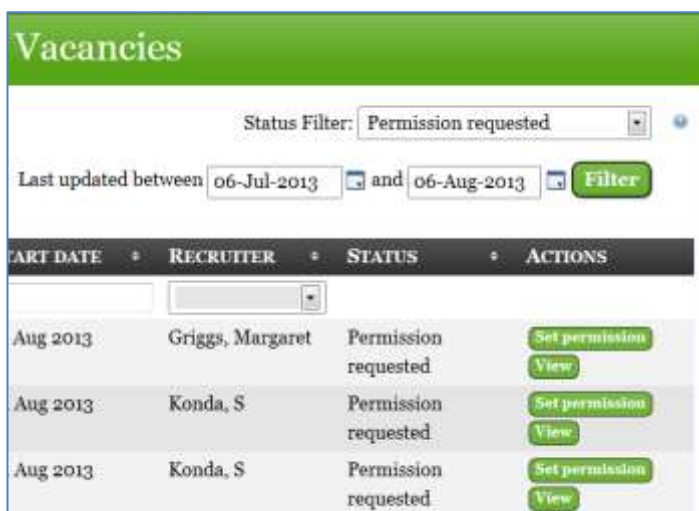 Vacancies
Status Filter: Permission requested
Last updated between 06-Jul-2013 and 06-Aug-2013 Filter
TART DATE RECRUITER STATUS ACTIONS
Aug 2013 Griggs, Margaret Permission Set permission
requested View
Aug 2013 Konda, S Permission Set permission
requested View
Aug 2013 Konda, S Permission Set permission
requested View